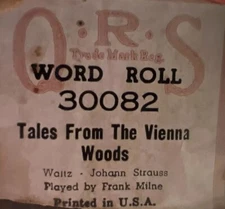 Q·R·S
Trade Mark Reg.
WORD ROLL
30082
Tales From The Vienna
Woods
Waltz - Johann Strauss
Played by Frank Milne
Printed in U.S.A.